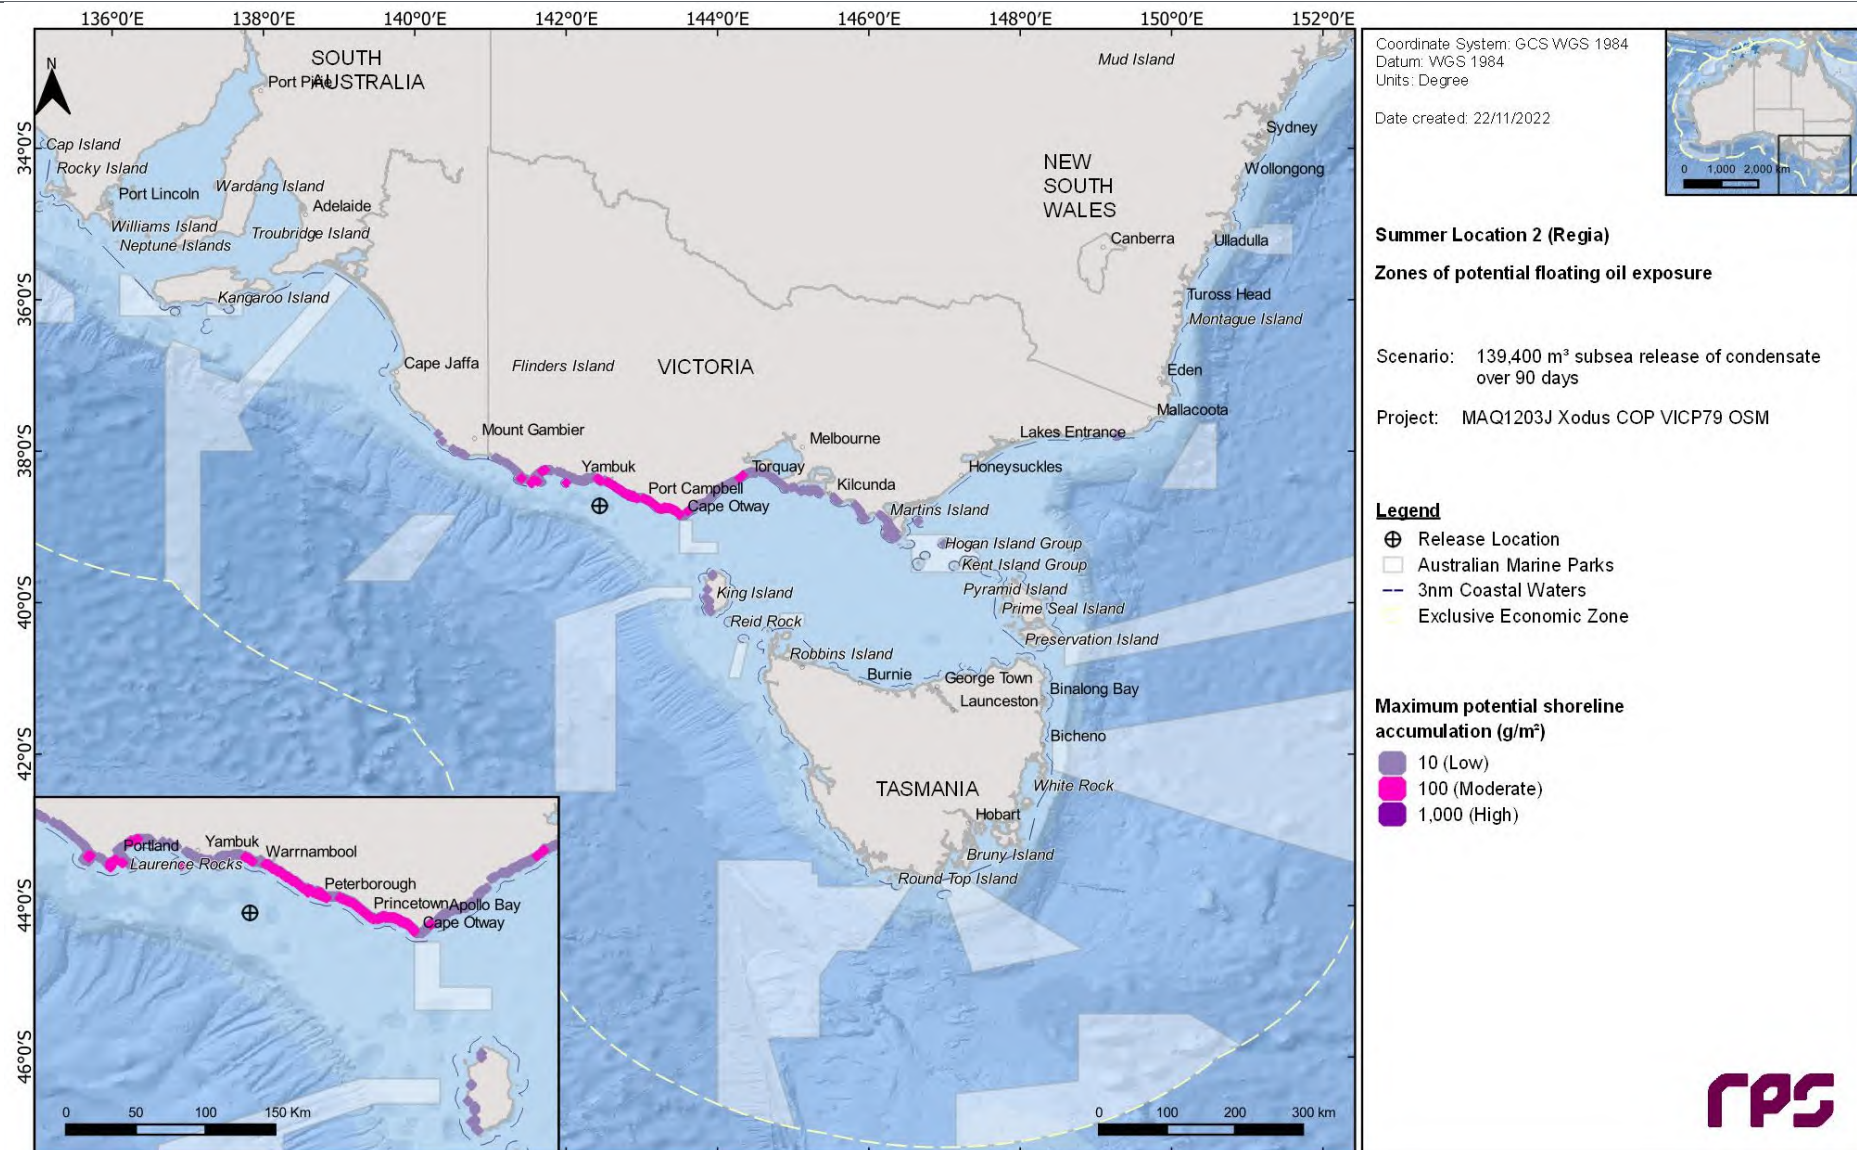 136°0'E 138°0'E 140°0'E 142°0'E 144°0'E 146°0'E 148°0'E 150°0'E 152°0'E
34°0'S
36°0'S
38°0'S
40°0'S
42°0'S
44°0'S
46°0'S
N
SOUTH
AUSTRALIA
Port Pirie
Mud Island
Cap Island
Rocky Island
Port Lincoln
Wardang Island
Adelaide
Williams Island
Neptune Islands
Troubridge Island
Kangaroo Island
NEW
SOUTH
WALES
Sydney
Wollongong
Canberra
Ulladulla
Tuross Head
Montague Island
Cape Jaffa
Flinders Island
VICTORIA
Eden
Mallacoota
Mount Gambier
Melbourne
Lakes Entrance
Yambuk
Torquay
Honeysuckles
Port Campbell
Kilcunda
Cape Otway
Martins Island
Hogan Island Group
Kent Island Group
King Island
Pyramid Island
Prime Seal Island
Reid Rock
Preservation Island
Robbins Island
Burnie
George Town
Launceston
Binalong Bay
Bicheno
TASMANIA
White Rock
Hobart
Bruny Island
Round Top Island
0 100 200 300 km
Portland
Yambuk
Warrnambool
Laurence Rocks
Peterborough
Princetown
Apollo Bay
Cape Otway
0 50 100 150 Km
Coordinate System: GCS WGS 1984
Datum: WGS 1984
Units: Degree
Date created: 22/11/2022
0 1,000 2,000 km
Summer Location 2 (Regia)
Zones of potential floating oil exposure
Scenario: 139,400 m³ subsea release of condensate
over 90 days
Project: MAQ1203J Xodus COP VICP79 OSM
Legend
Release Location
Australian Marine Parks
3nm Coastal Waters
Exclusive Economic Zone
Maximum potential shoreline
accumulation (g/m²)
10 (Low)
100 (Moderate)
1,000 (High)
rps